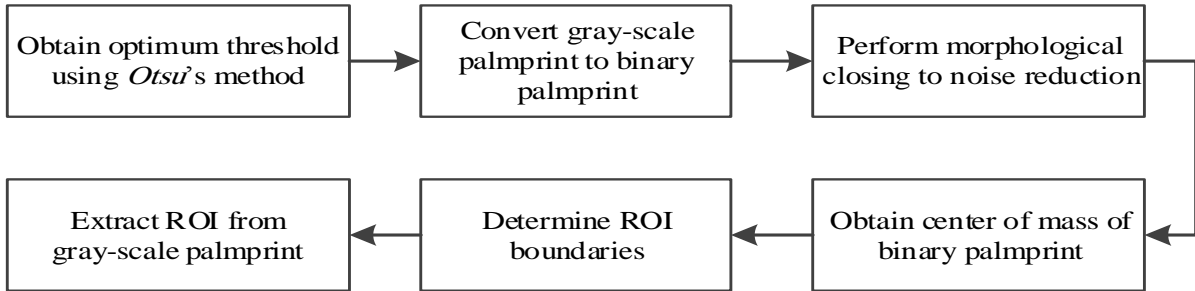 Obtain optimum threshold
using Otsu's method
Convert gray-scale
palmprint to binary
palmprint
Perform morphological
closing to noise reduction
Extract ROI from
gray-scale palmprint
Determine ROI
boundaries
Obtain center of mass of
binary palmprint